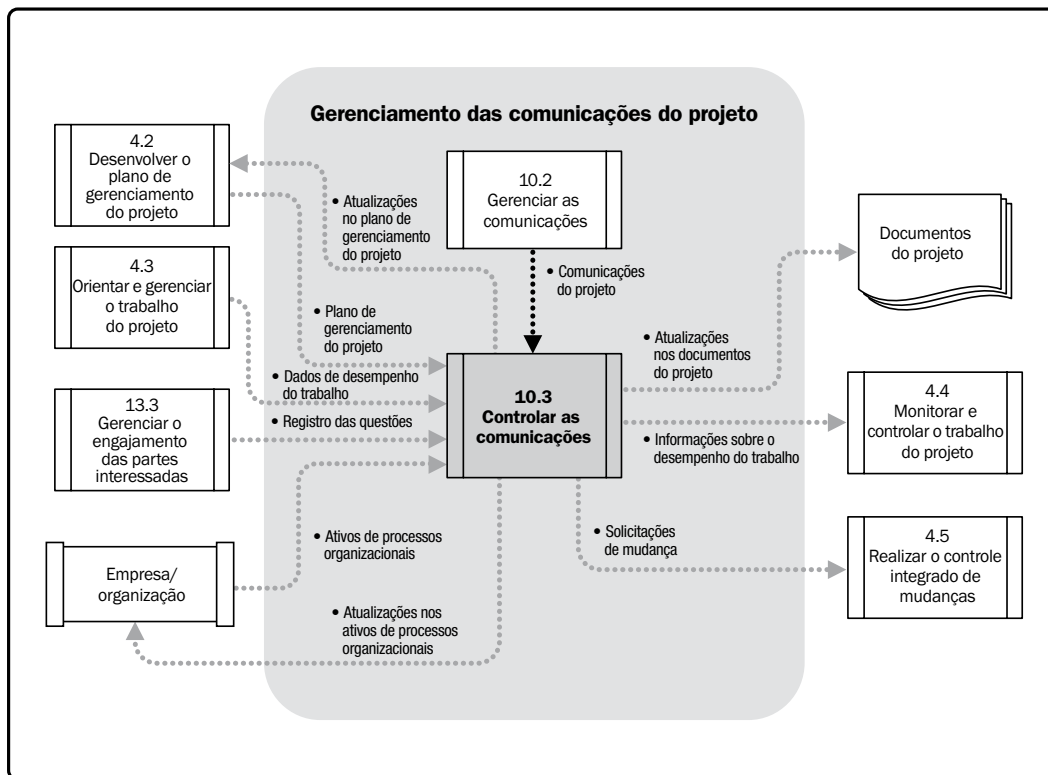 Gerenciamento das comunicações do projeto
4.2
Desenvolver o
plano de
gerenciamento
do projeto
4.3
Orientar e gerenciar
o trabalho
do projeto
13.3
Gerenciar o
engajamento
das partes
interessadas
Empresa/
organização
• Atualizações
no plano de
gerenciamento
do projeto
• Plano de
gerenciamento
do projeto
• Dados de desempenho
do trabalho
• Registro das questões
• Ativos de processos
organizacionais
• Atualizações nos
ativos de processos
organizacionais
10.2
Gerenciar as
comunicações
• Comunicações
do projeto
10.3
Controlar as
comunicações
• Atualizações
nos documentos
do projeto
• Informações sobre o
desempenho do trabalho
• Solicitações
de mudança
Documentos
do projeto
4.4
Monitorar e
controlar o trabalho
do projeto
4.5
Realizar o controle
integrado de
mudanças